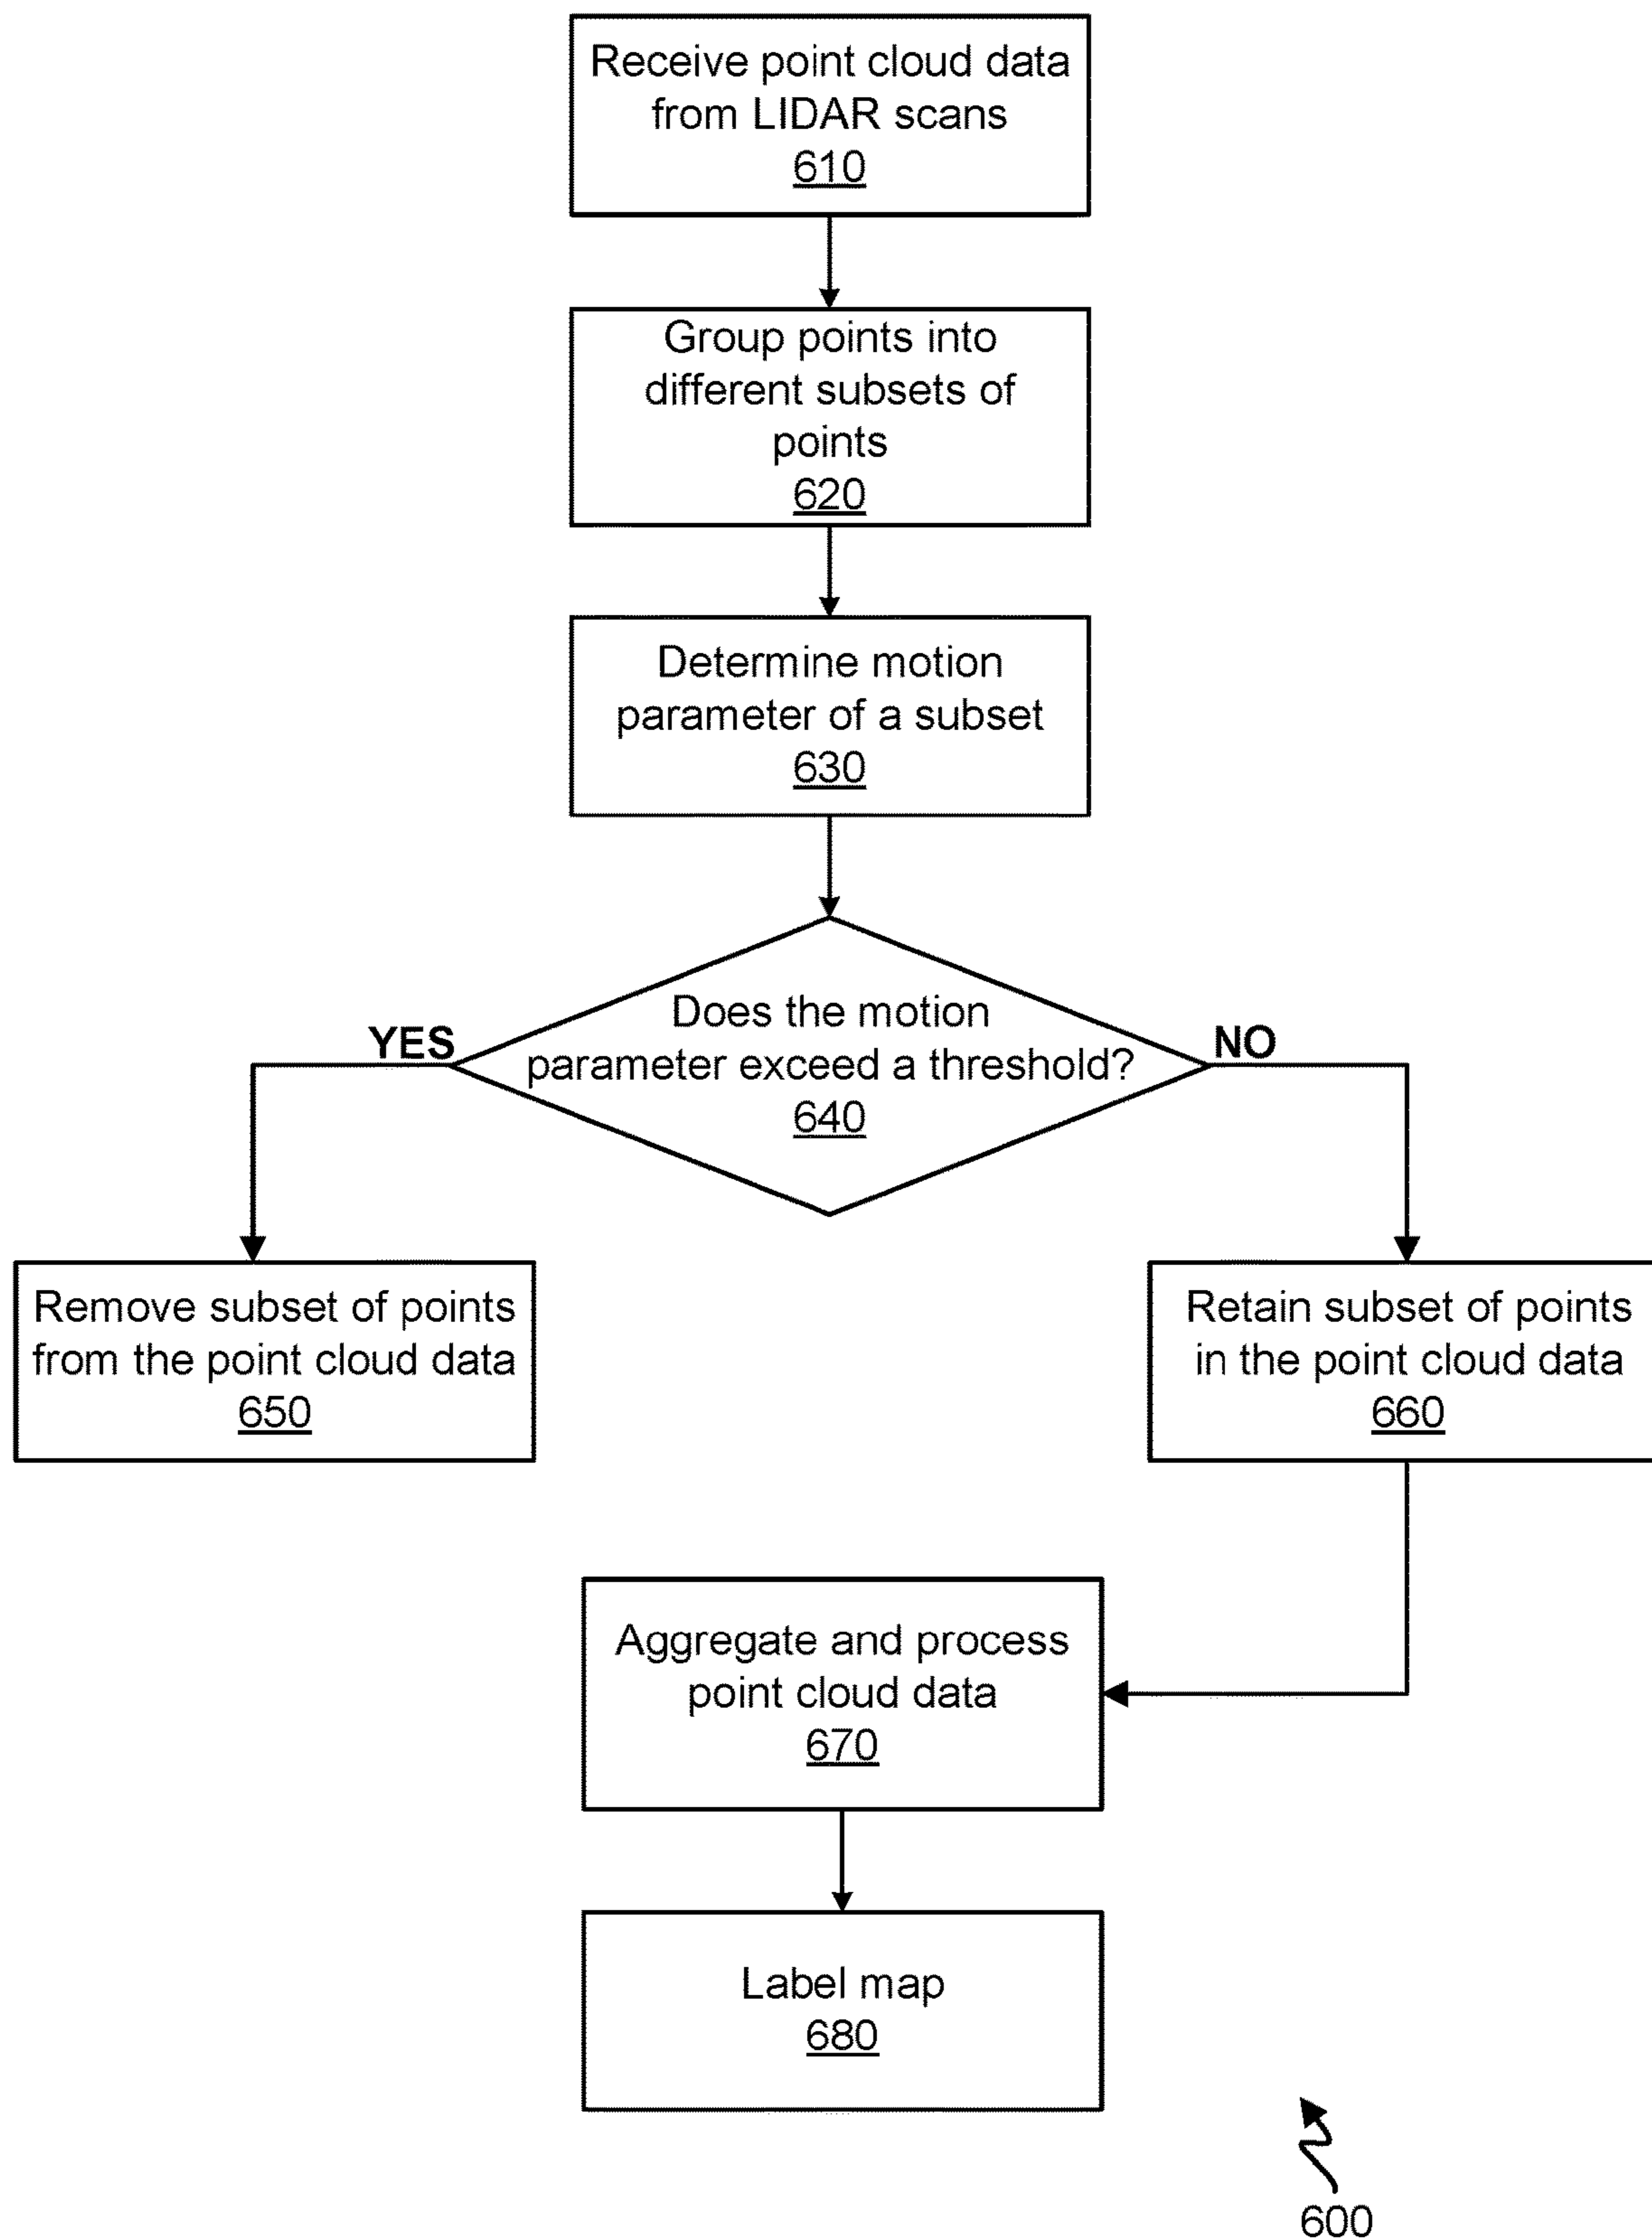 Receive point cloud data
from LIDAR scans
610
Group points into
different subsets of
points
620
Determine motion
parameter of a subset
630
Does the motion
parameter exceed a threshold?
640
YES
NO
Remove subset of points
from the point cloud data
650
Retain subset of points
in the point cloud data
660
Aggregate and process
point cloud data
670
Label map
680
600